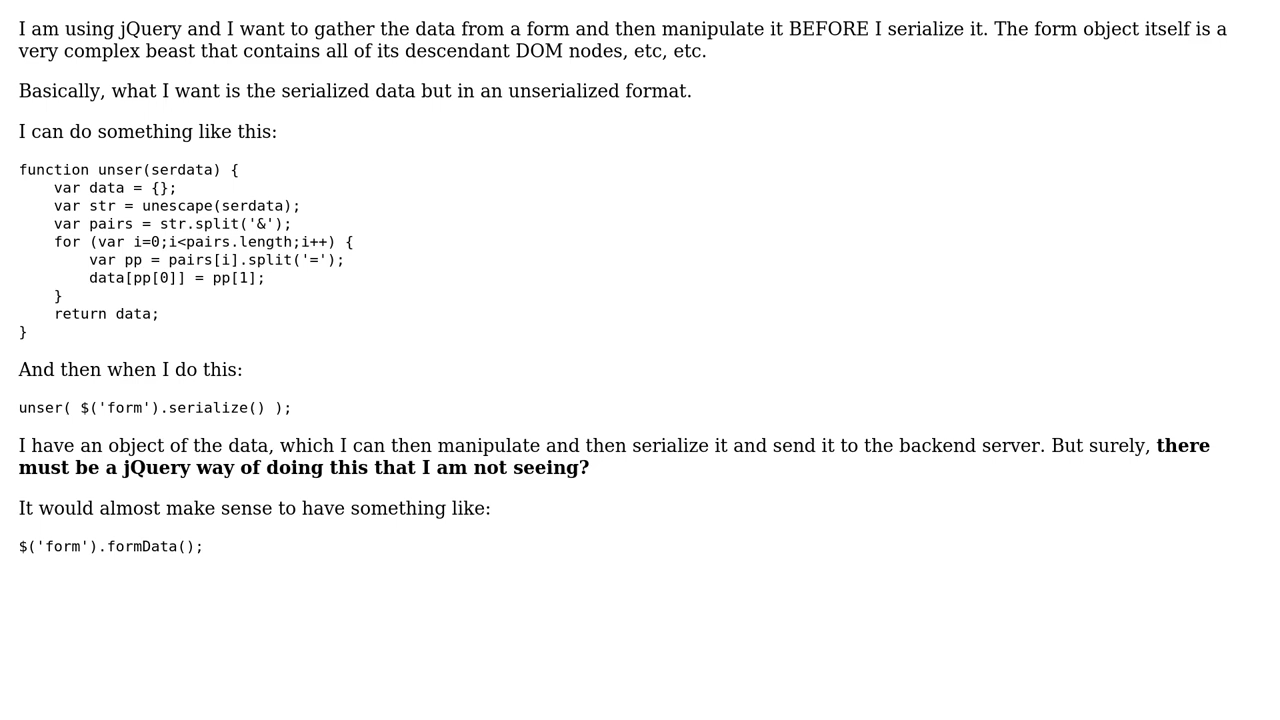 I am using jQuery and I want to gather the data from a form and then manipulate it BEFORE I serialize it. The form object itself is a
very complex beast that contains all of its descendant DOM nodes, etc, etc.
Basically, what I want is the serialized data but in an unserialized format.
I can do something like this:
function unser(serdata) {
    var data = {};
    var str = unescape(serdata);
    var pairs = str.split('&');
    for (var i=0;i<pairs.length;i++) {
        var pp = pairs[i].split('=');
        data[pp[0]] = pp[1];
    }
    return data;
}
And then when I do this:
unser( $('form').serialize() );
I have an object of the data, which I can then manipulate and then serialize it and send it to the backend server. But surely, there
must be a jQuery way of doing this that I am not seeing?
It would almost make sense to have something like:
$('form').formData();